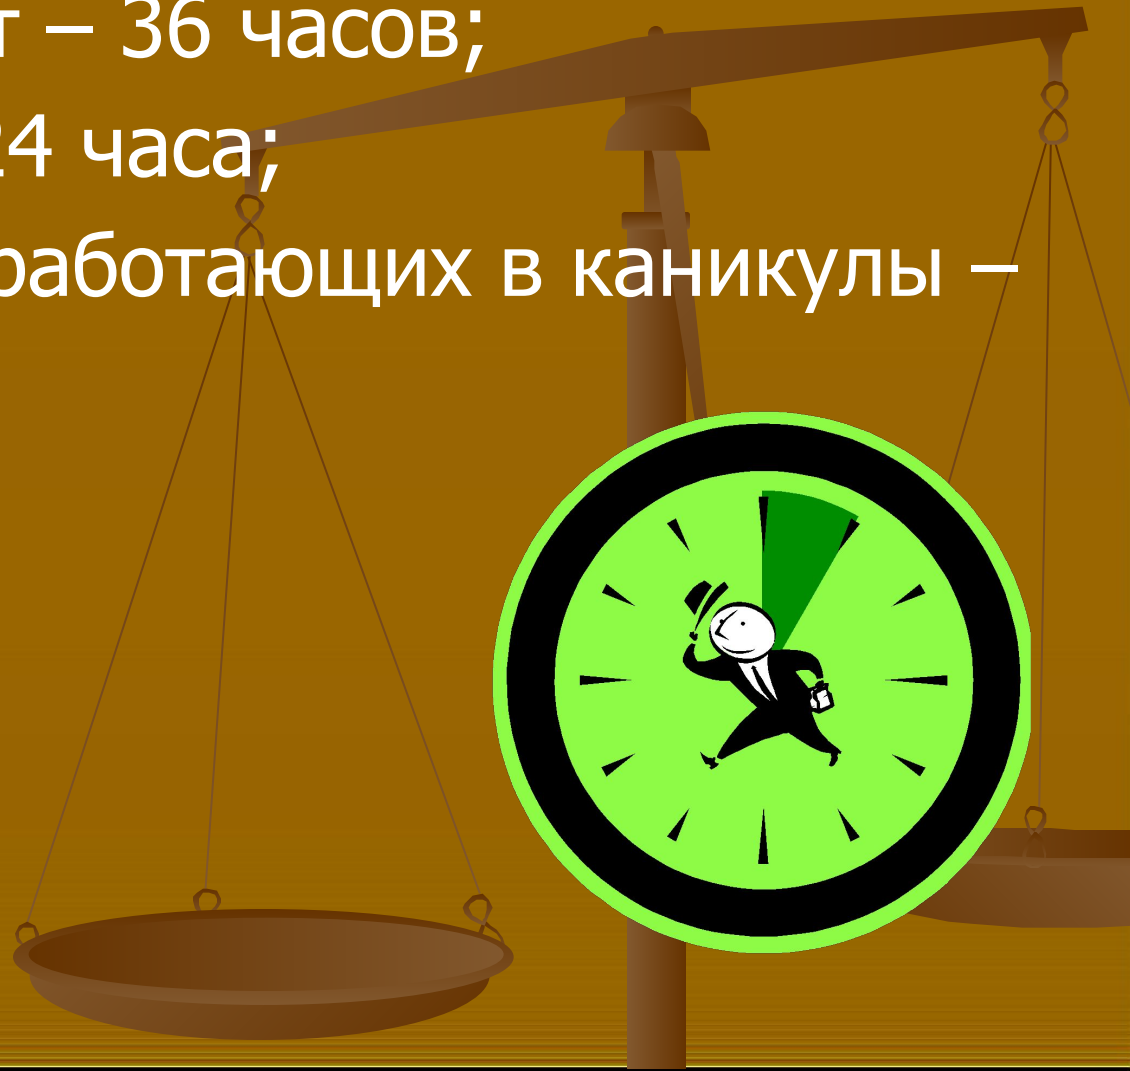 т – 36 часов;
24 часа;
работающих в каникулы –